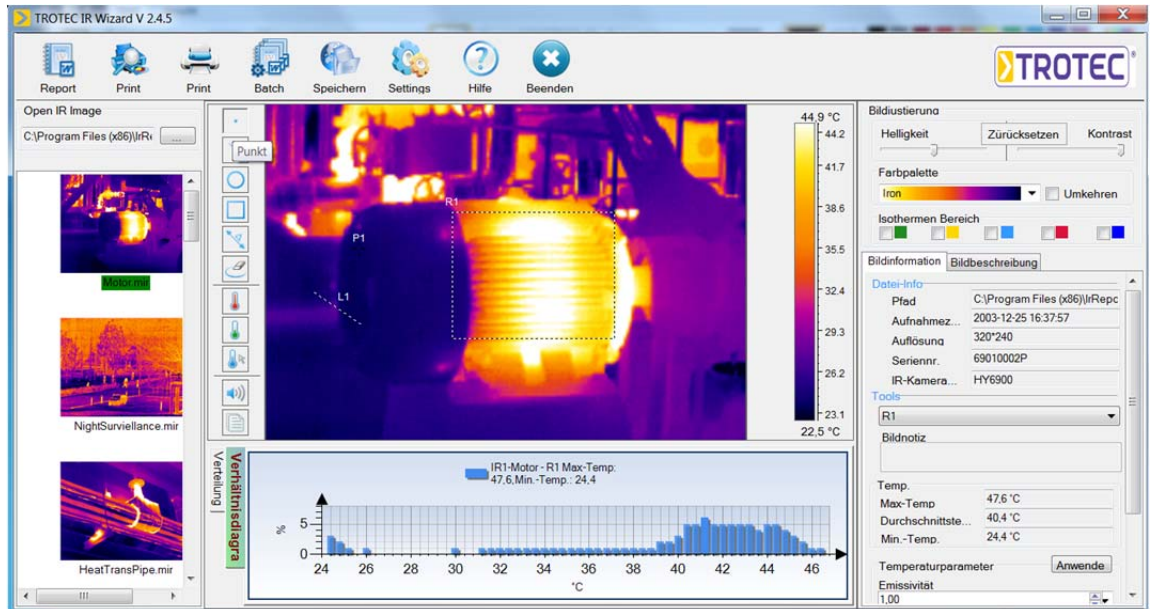 TROTEC IR Wizard V 2.4.5
Report Print Print Batch Speichern Settings Hilfe Beenden
TROTEC
Open IR Image
C:\Program Files (x86)\IrRe ...
Motor.mir
NightSurviellance.mir
HeatTransPipe.mir
Punkt
R1
P1
L1
44,9 °C
44.2
41.7
38.6
35.5
32.4
29.3
26.2
23.1
22,5 °C
Verteilung
Verhältnisdiagra
IR1-Motor - R1 Max-Temp:
47,6,Min.-Temp.: 24,4
%
5
0
24 26 28 30 32 34 36 38 40 42 44 46
°C
Bildjustierung
Helligkeit Zürücksetzen Kontrast
Farbpalette
Iron Umkehren
Isothermen Bereich
Bildinformation Bildbeschreibung
Datei-Info
Pfad C:\Program Files (x86)\IrRepc
Aufnahmez... 2003-12-25 16:37:57
Auflösung 320*240
Seriennr. 69010002P
IR-Kamera... HY6900
Tools
R1
Bildnotiz
Temp.
Max-Temp 47,6 °C
Durchschnittste... 40,4 °C
Min.-Temp. 24,4 °C
Temperaturparameter Anwende
Emissivität
1,00